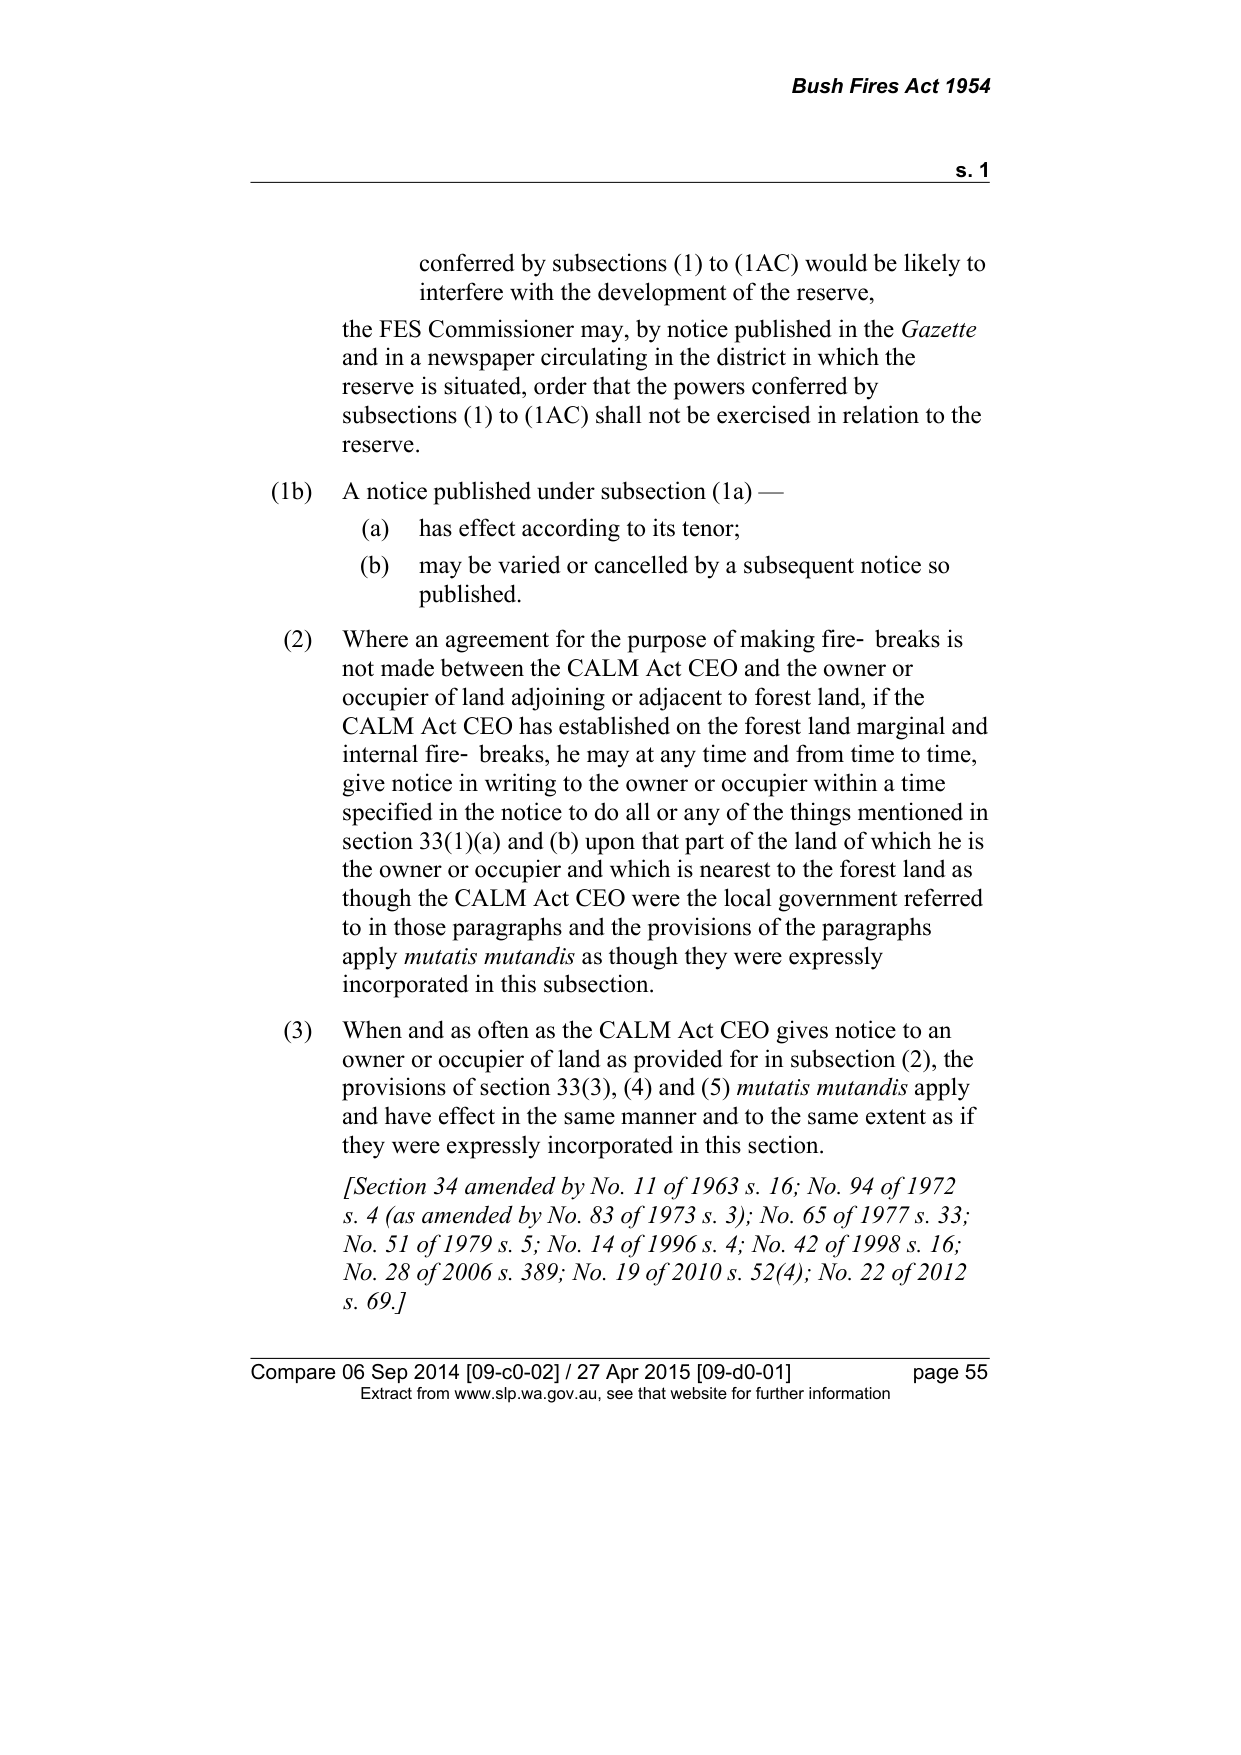 Bush Fires Act 1954
s. 1
conferred by subsections (1) to (1AC) would be likely to
interfere with the development of the reserve,
the FES Commissioner may, by notice published in the Gazette
and in a newspaper circulating in the district in which the
reserve is situated, order that the powers conferred by
subsections (1) to (1AC) shall not be exercised in relation to the
reserve.
(1b) A notice published under subsection (1a) —
(a) has effect according to its tenor;
(b) may be varied or cancelled by a subsequent notice so
published.
(2) Where an agreement for the purpose of making fire- breaks is
not made between the CALM Act CEO and the owner or
occupier of land adjoining or adjacent to forest land, if the
CALM Act CEO has established on the forest land marginal and
internal fire- breaks, he may at any time and from time to time,
give notice in writing to the owner or occupier within a time
specified in the notice to do all or any of the things mentioned in
section 33(1)(a) and (b) upon that part of the land of which he is
the owner or occupier and which is nearest to the forest land as
though the CALM Act CEO were the local government referred
to in those paragraphs and the provisions of the paragraphs
apply mutatis mutandis as though they were expressly
incorporated in this subsection.
(3) When and as often as the CALM Act CEO gives notice to an
owner or occupier of land as provided for in subsection (2), the
provisions of section 33(3), (4) and (5) mutatis mutandis apply
and have effect in the same manner and to the same extent as if
they were expressly incorporated in this section.
[Section 34 amended by No. 11 of 1963 s. 16; No. 94 of 1972
s. 4 (as amended by No. 83 of 1973 s. 3); No. 65 of 1977 s. 33;
No. 51 of 1979 s. 5; No. 14 of 1996 s. 4; No. 42 of 1998 s. 16;
No. 28 of 2006 s. 389; No. 19 of 2010 s. 52(4); No. 22 of 2012
s. 69.]
Compare 06 Sep 2014 [09-c0-02] / 27 Apr 2015 [09-d0-01] page 55
Extract from www.slp.wa.gov.au, see that website for further information